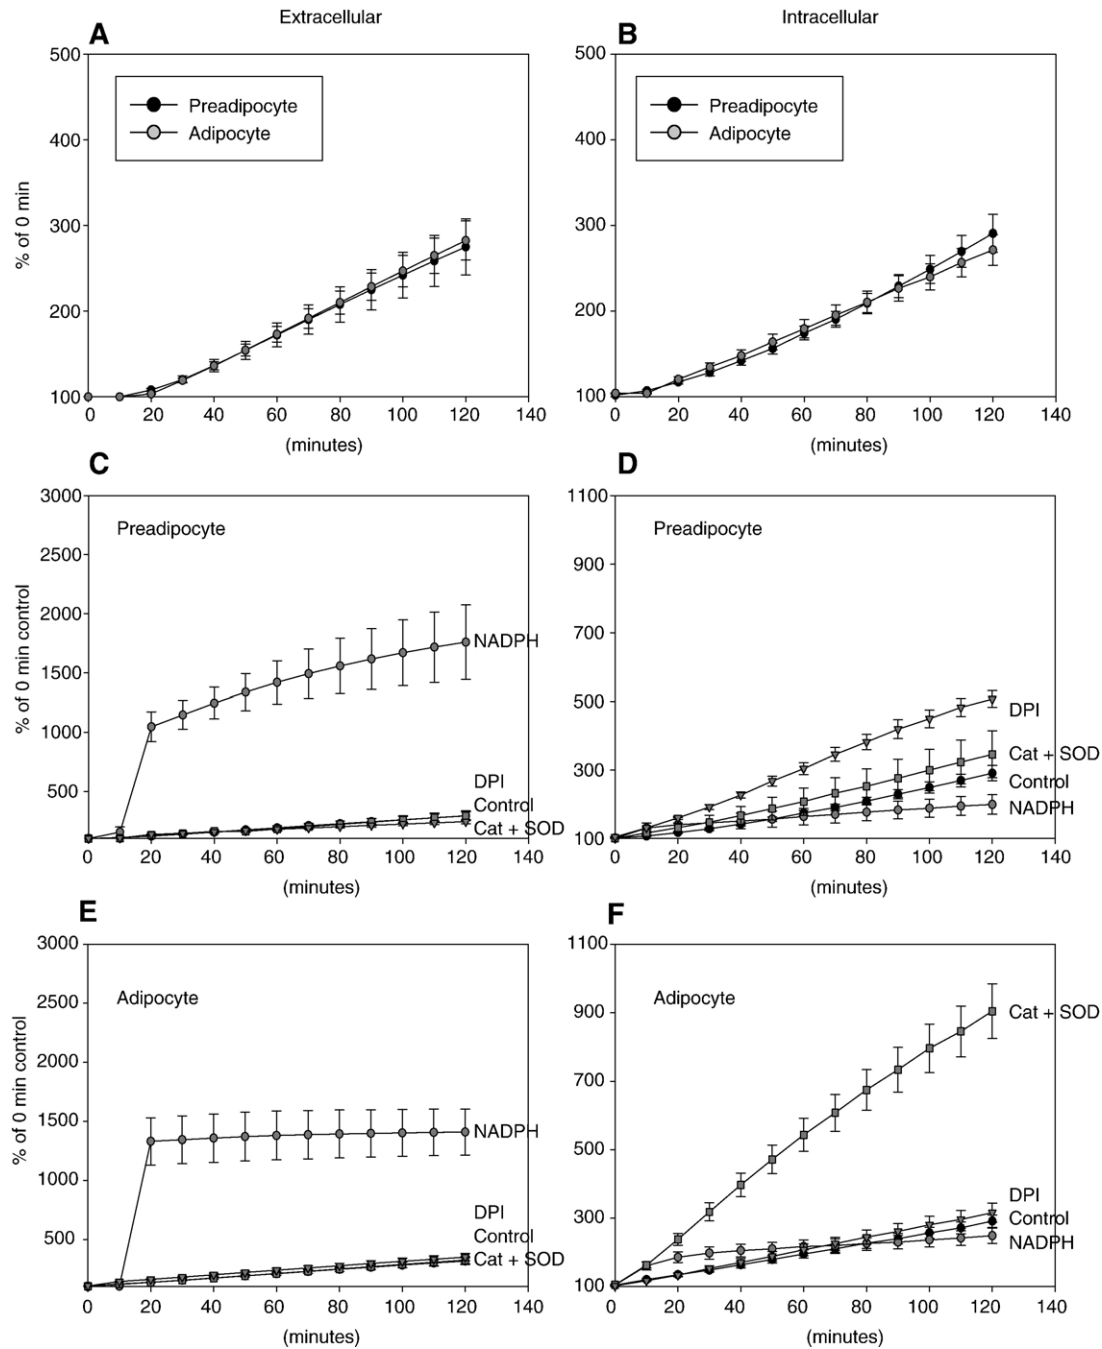 Extracellular
Intracellular
A
B
500
400
300
200
100
% of 0 min
Preadipocyte
Adipocyte
0 20 40 60 80 100 120 140
(minutes)
500
400
300
200
100
Preadipocyte
Adipocyte
0 20 40 60 80 100 120 140
(minutes)
C
D
3000
2500
2000
1500
1000
500
% of 0 min control
Preadipocyte
NADPH
DPI
Control
Cat + SOD
0 20 40 60 80 100 120 140
(minutes)
1100
900
700
500
300
100
Preadipocyte
DPI
Cat + SOD
Control
NADPH
0 20 40 60 80 100 120 140
(minutes)
E
F
3000
2500
2000
1500
1000
500
% of 0 min control
Adipocyte
NADPH
DPI
Control
Cat + SOD
0 20 40 60 80 100 120 140
(minutes)
1100
900
700
500
300
100
Adipocyte
Cat + SOD
DPI
Control
NADPH
0 20 40 60 80 100 120 140
(minutes)